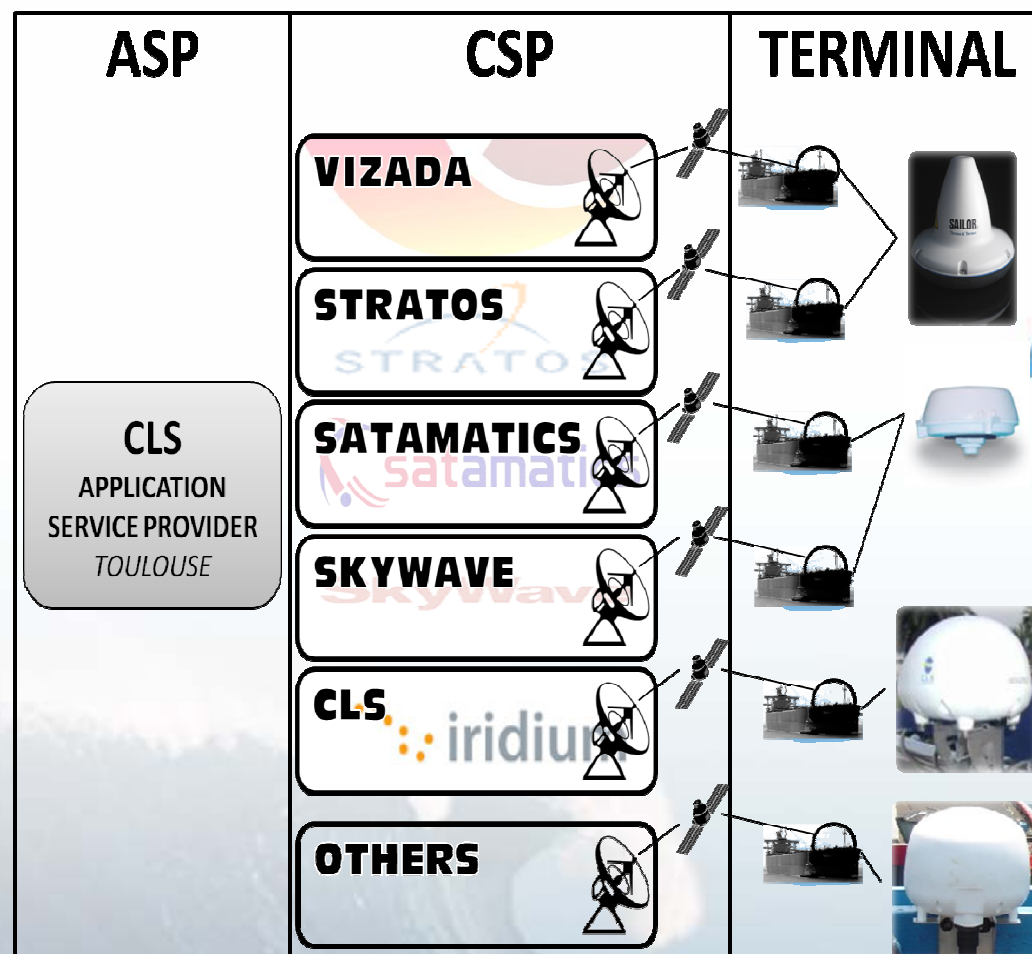 ASP
CSP
TERMINAL
VIZADA
SAILOR
STRATOS
STRATOS
SATAMATICS
satamatics
CLS
APPLICATION
SERVICE PROVIDER
TOULOUSE
SKYWAVE
SkyWave
CLS
iridium
OTHERS